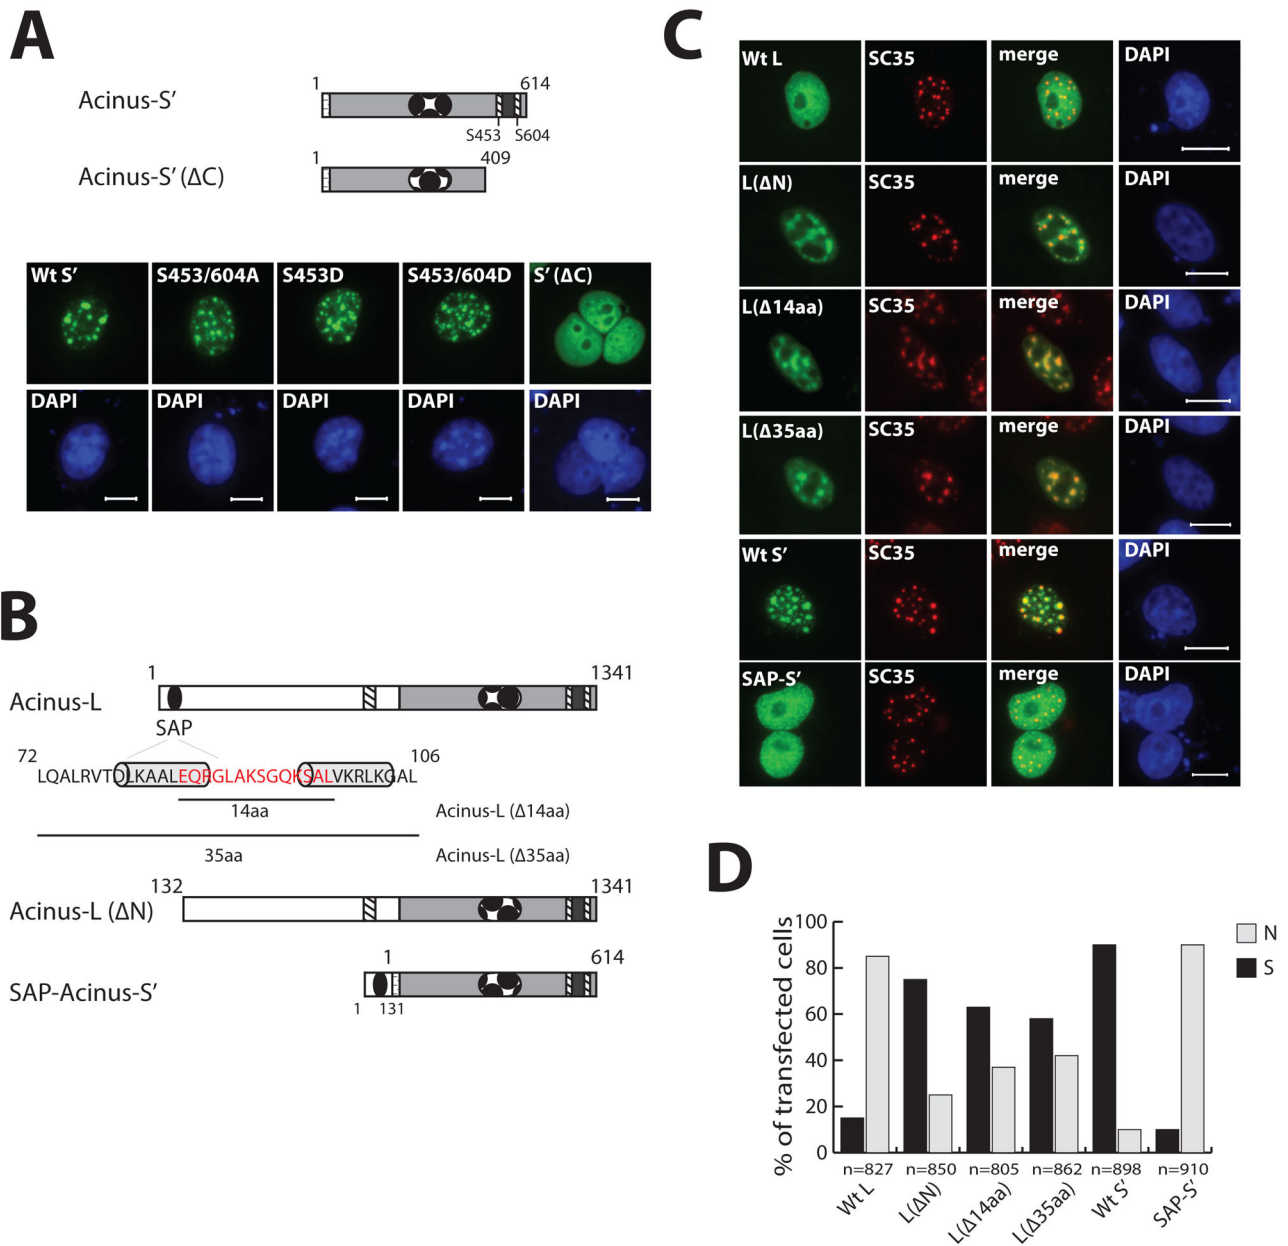 A
1 614
Acinus-S′
S453 S604
1 409
Acinus-S′ (ΔC)
Wt S′ S453/604A S453D S453/604D S′ (ΔC)
DAPI DAPI DAPI DAPI DAPI
B
1 1341
Acinus-L
SAP
72 106
LQALRVTDLKAALEQRGLAKSGQKSALVKRLKGAL
14aa Acinus-L (Δ14aa)
35aa Acinus-L (Δ35aa)
132 1341
Acinus-L (ΔN)
1 614
SAP-Acinus-S′
1 131
C
Wt L SC35 merge DAPI
L(ΔN) SC35 merge DAPI
L(Δ14aa) SC35 merge DAPI
L(Δ35aa) SC35 merge DAPI
Wt S′ SC35 merge DAPI
SAP-S′ SC35 merge DAPI
D
% of transfected cells
100
80
60
40
20
0
N
S
n=827 n=850 n=805 n=862 n=898 n=910
Wt L L(ΔN) L(Δ14aa) L(Δ35aa) Wt S′ SAP-S′